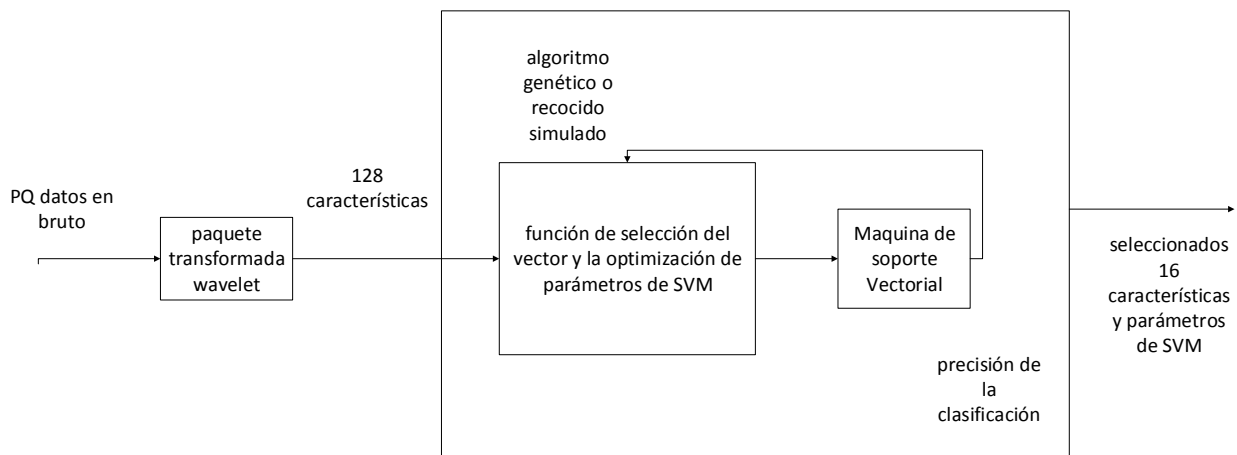 PQ datos en
bruto
paquete
transformada
wavelet
128
características
algoritmo
genético o
recocido
simulado
función de selección del
vector y la optimización de
parámetros de SVM
Maquina de
soporte
Vectorial
precisión de
la
clasificación
seleccionados
16
características
y parámetros
de SVM